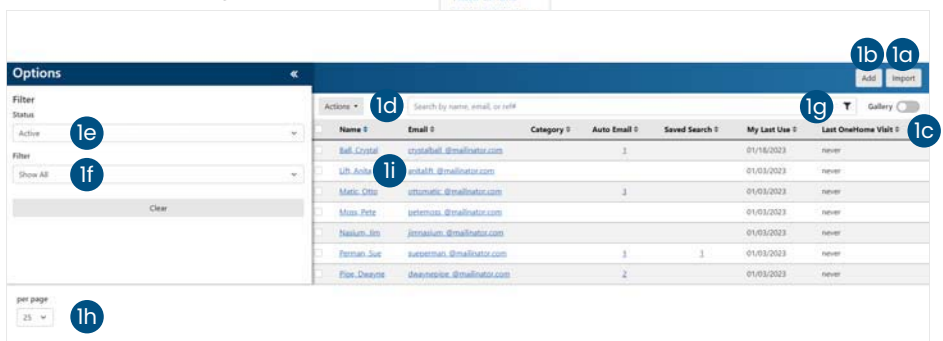 1b 1a
Options «
Add Import
Filter
Status
Actions 1d Search by name, email, or ref# 1g Gallery
Active 1e
Name Email Category Auto Email Saved Search My Last Use Last OneHome Visit 1c
Ball, Crystal crystalball @mailinator.com 1 01/18/2023 never
Filter
Show All 1f
Lift, Anita 1i anitalift @mailinator.com 01/03/2023 never
Matic, Otto ottomatic @mailinator.com 3 01/03/2023 never
Clear
Moss, Pete petemoss @mailinator.com 01/03/2023 never
Nasium, Jim jimnasium @mailinator.com 01/03/2023 never
Perman, Sue sueperman @mailinator.com 1 1 01/03/2023 never
Pipe, Dwayne dwaynepipe @mailinator.com 2 01/03/2023 never
per page
25 1h